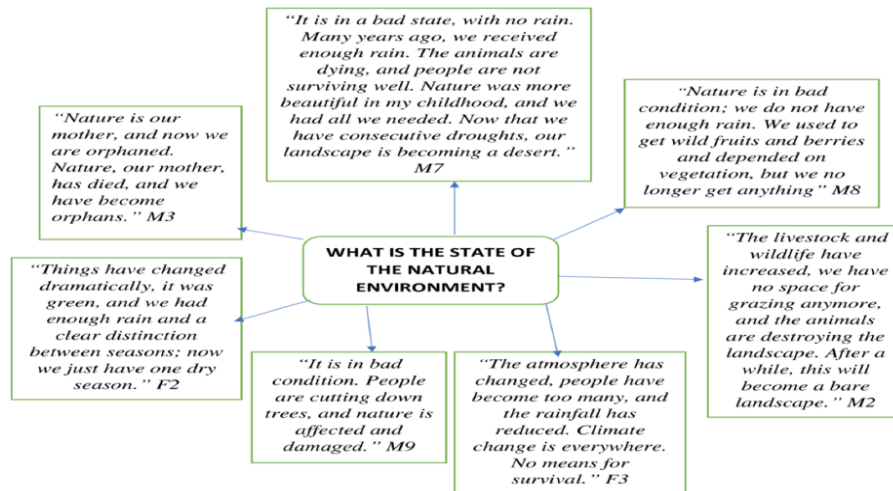 “It is in a bad state, with no rain.
Many years ago, we received
enough rain. The animals are
dying, and people are not
surviving well. Nature was more
beautiful in my childhood, and we
had all we needed. Now that we
have consecutive droughts, our
landscape is becoming a desert.”
M7
“Nature is in bad
condition; we do not have
enough rain. We used to
get wild fruits and berries
and depended on
vegetation, but we no
longer get anything” M8
“Nature is our
mother, and now we
are orphaned.
Nature, our mother,
has died, and we
have become
orphans.” M3
WHAT IS THE STATE OF
THE NATURAL
ENVIRONMENT?
“The livestock and
wildlife have
increased, we have
no space for
grazing anymore,
and the animals
are destroying the
landscape. After a
while, this will
become a bare
landscape.” M2
“Things have changed
dramatically, it was
green, and we had
enough rain and a
clear distinction
between seasons; now
we just have one dry
season.” F2
“It is in bad
condition. People
are cutting down
trees, and nature is
affected and
damaged.” M9
“The atmosphere has
changed, people have
become too many, and
the rainfall has
reduced. Climate
change is everywhere.
No means for
survival.” F3